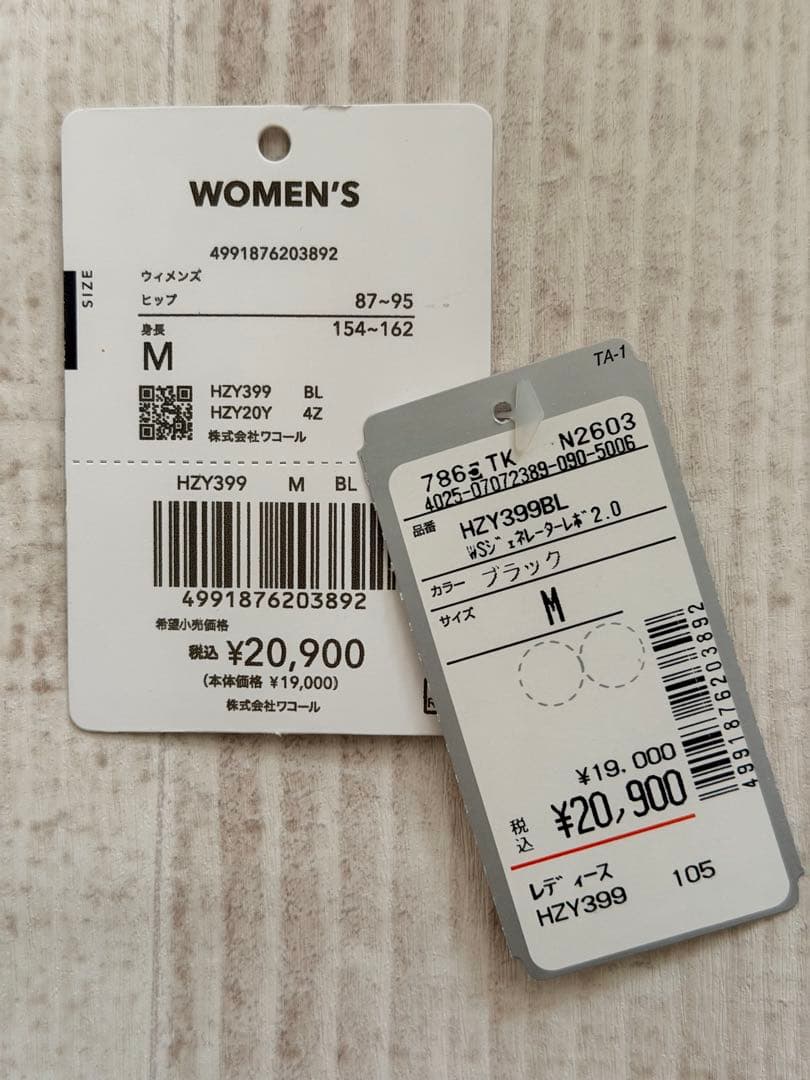 WOMEN'S
4991876203892
SIZE
ウィメンズ
ヒップ 87~95
身長 154~162
M
HZY399 BL
HZY20Y 4Z
株式会社ワコール
HZY399 M BL
4991876203892
希望小売価格
税込 ¥20,900
(本体価格 ¥19,000)
株式会社ワコール
TA-1
786 TK N2603
4025-07072389-090-5006
品番 HZY399BL
WSジェネレーターレボ2.0
カラー ブラック
サイズ M
4991876203892
¥19.000
税込 ¥20,900
レディース 105
HZY399